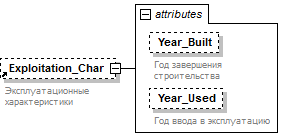 attributes
Year_Built
Год завершения
строительства
Exploitation_Char
Эксплуатационные
характеристики
Year_Used
Год ввода в эксплуатацию